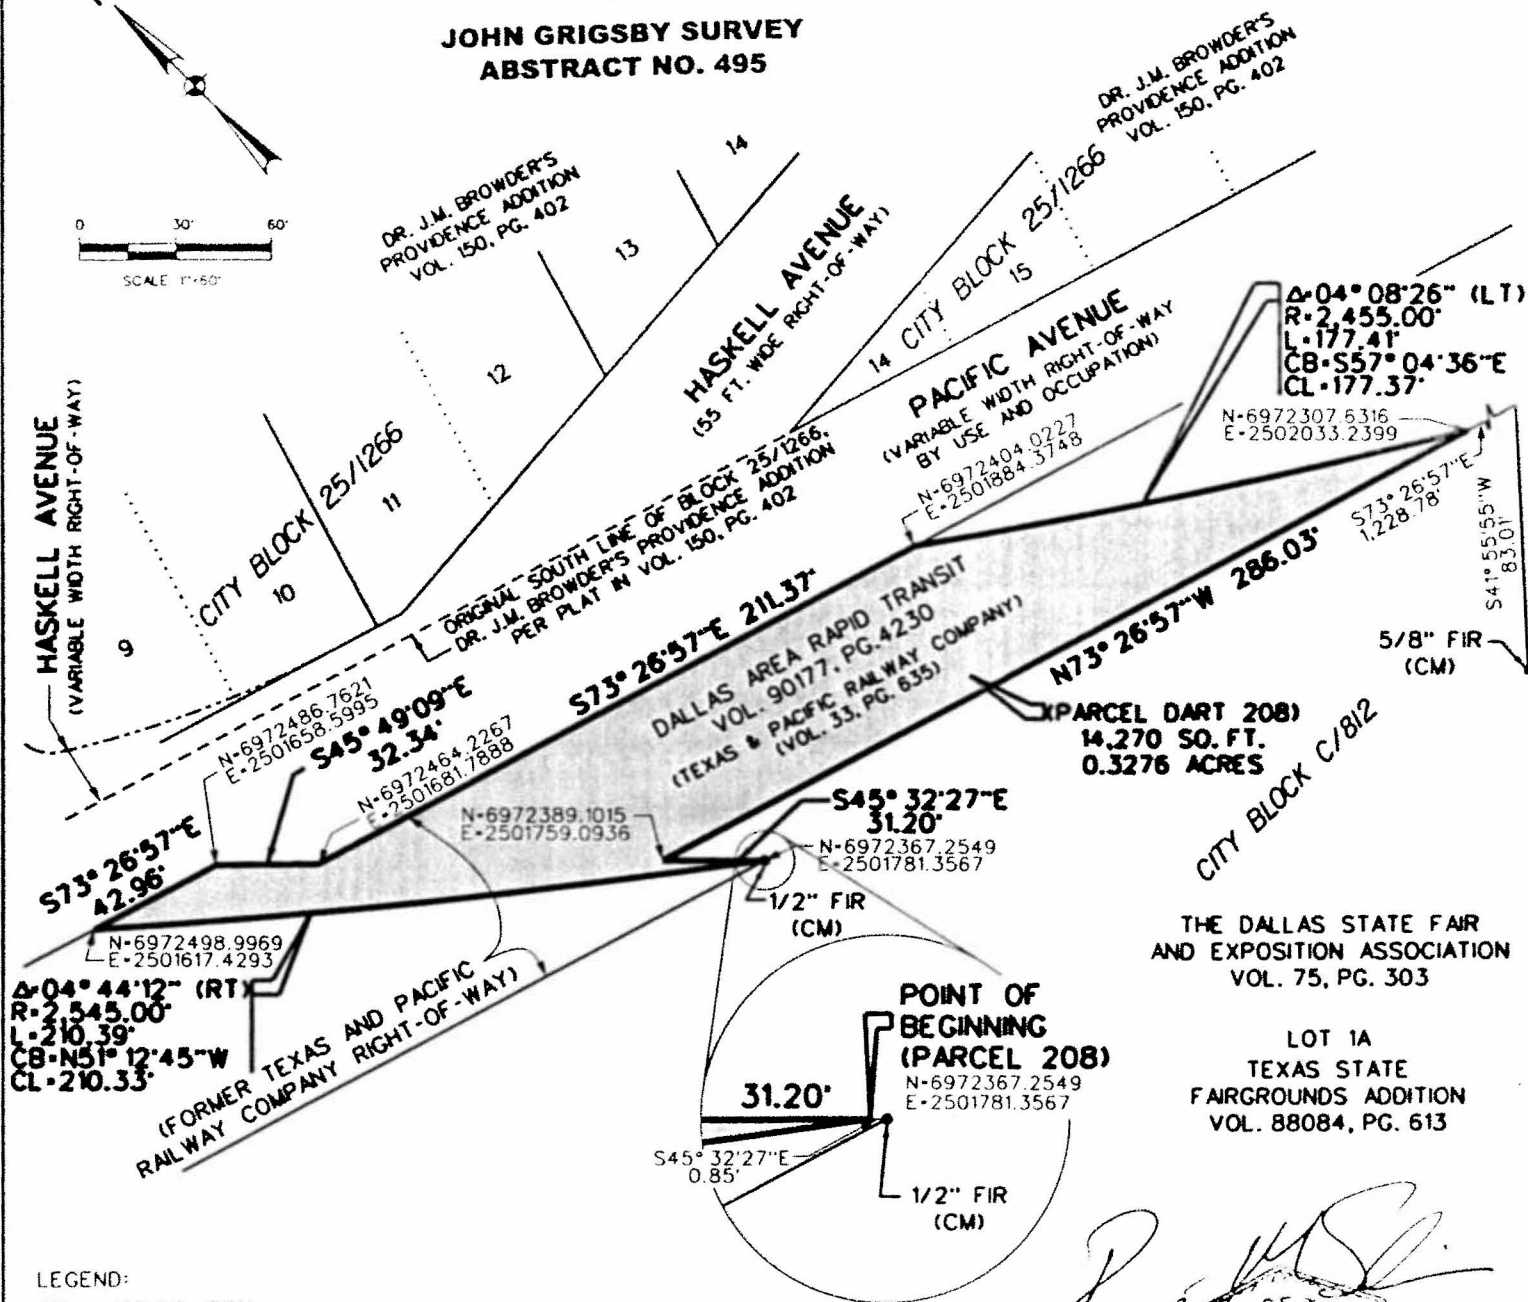 JOHN GRIGSBY SURVEY
ABSTRACT NO. 495
0 30' 60'
SCALE 1"=60'
DR. J.M. BROWDER'S
PROVIDENCE ADDITION
VOL. 150, PG. 402
14
13
12
11
10
9
CITY BLOCK 25/1266
HASKELL AVENUE
(VARIABLE WIDTH RIGHT-OF-WAY)
HASKELL AVENUE
(55 FT. WIDE RIGHT-OF-WAY)
DR. J.M. BROWDER'S
PROVIDENCE ADDITION
VOL. 150, PG. 402
14 CITY BLOCK 25/1266
15
PACIFIC AVENUE
(VARIABLE WIDTH RIGHT-OF-WAY
BY USE AND OCCUPATION)
ORIGINAL SOUTH LINE OF BLOCK 25/1266,
DR. J.M. BROWDER'S PROVIDENCE ADDITION
PER PLAT IN VOL. 150, PG. 402
Δ=04°08'26" (LT)
R=2,455.00'
L=177.41'
CB=S57°04'36"E
CL=177.37'
N=6972307.6316
E=2502033.2399
N=6972404.0227
E=2501884.3748
S73°26'57"E
1,228.78'
S41°55'55"W
83.01'
5/8" FIR
(CM)
S73°26'57"E 211.37'
DALLAS AREA RAPID TRANSIT
VOL. 90177, PG.4230
(TEXAS & PACIFIC RAILWAY COMPANY)
(VOL. 33, PG. 635)
N73°26'57"W 286.03'
(PARCEL DART 208)
14,270 SQ. FT.
0.3276 ACRES
CITY BLOCK C/812
N=6972486.7621
E=2501658.5995
S45°49'09"E
32.34'
N=6972464.2267
E=2501681.7888
N=6972389.1015
E=2501759.0936
S45°32'27"E
31.20'
N=6972367.2549
E=2501781.3567
1/2" FIR
(CM)
S73°26'57"E
42.96'
N=6972498.9969
E=2501617.4293
Δ=04°44'12" (RT)
R=2,545.00'
L=210.39'
CB=N51°12'45"W
CL=210.33'
(FORMER TEXAS AND PACIFIC
RAILWAY COMPANY RIGHT-OF-WAY)
THE DALLAS STATE FAIR
AND EXPOSITION ASSOCIATION
VOL. 75, PG. 303
LOT 1A
TEXAS STATE
FAIRGROUNDS ADDITION
VOL. 88084, PG. 613
POINT OF
BEGINNING
(PARCEL 208)
N=6972367.2549
E=2501781.3567
31.20'
S45°32'27"E
0.85'
1/2" FIR
(CM)
LEGEND: